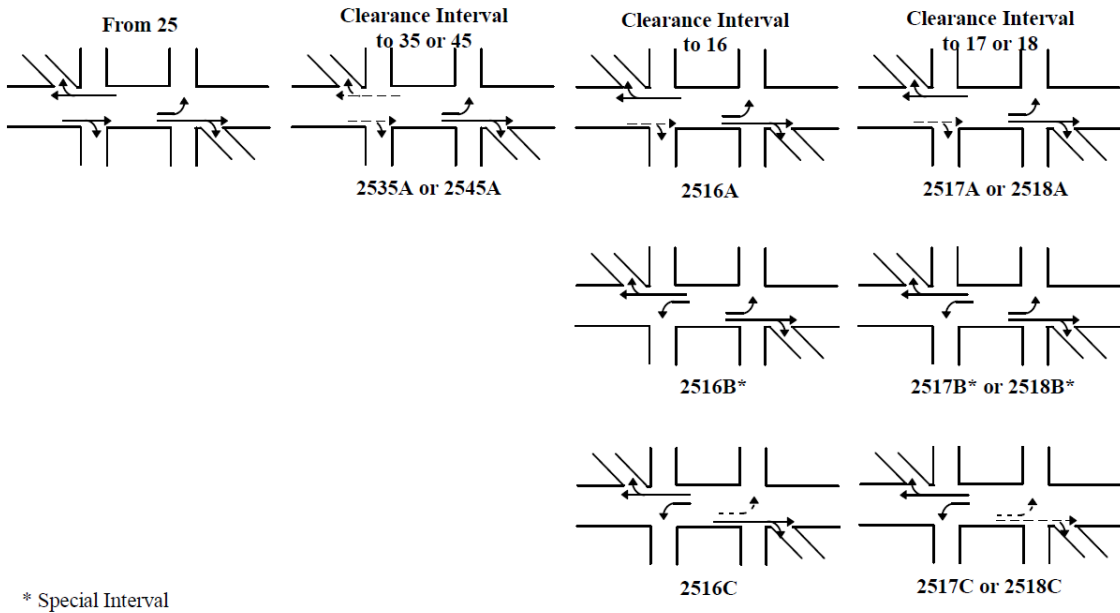 From 25
Clearance Interval
to 35 or 45
Clearance Interval
to 16
Clearance Interval
to 17 or 18
2535A or 2545A
2516A
2517A or 2518A
2516B*
2517B* or 2518B*
2516C
2517C or 2518C
* Special Interval